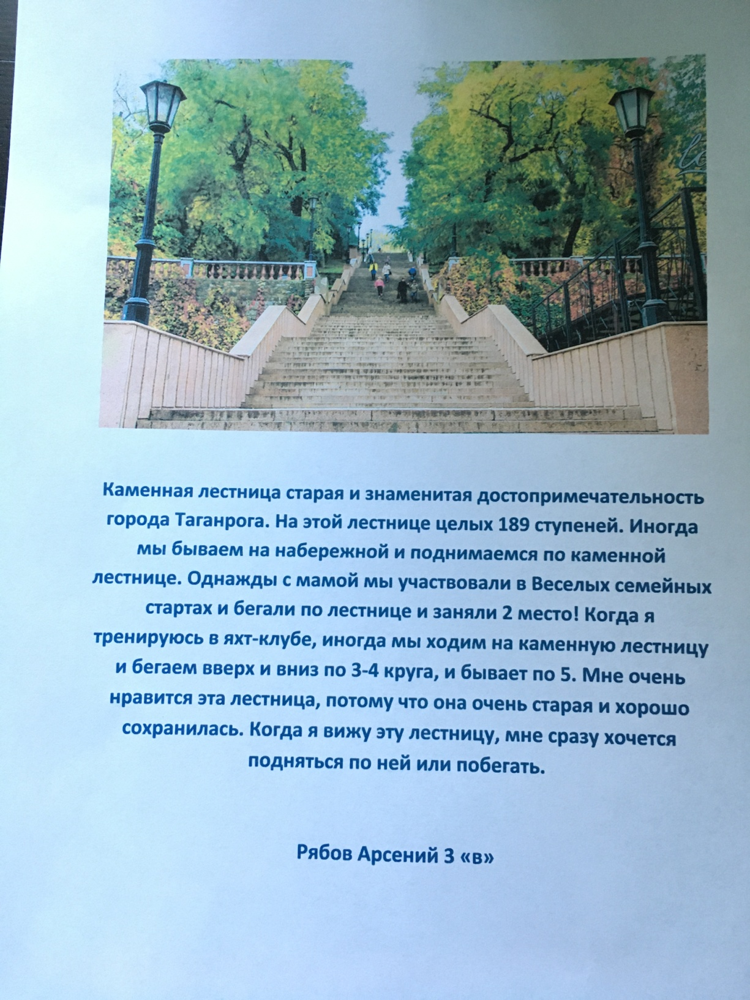 Каменная лестница старая и знаменитая достопримечательность
города Таганрога. На этой лестнице целых 189 ступеней. Иногда
мы бываем на набережной и поднимаемся по каменной
лестнице. Однажды с мамой мы участвовали в Веселых семейных
стартах и бегали по лестнице и заняли 2 место! Когда я
тренируюсь в яхт-клубе, иногда мы ходим на каменную лестницу
и бегаем вверх и вниз по 3-4 круга, и бывает по 5. Мне очень
нравится эта лестница, потому что она очень старая и хорошо
сохранилась. Когда я вижу эту лестницу, мне сразу хочется
подняться по ней или побегать.
Рябов Арсений 3 «в»